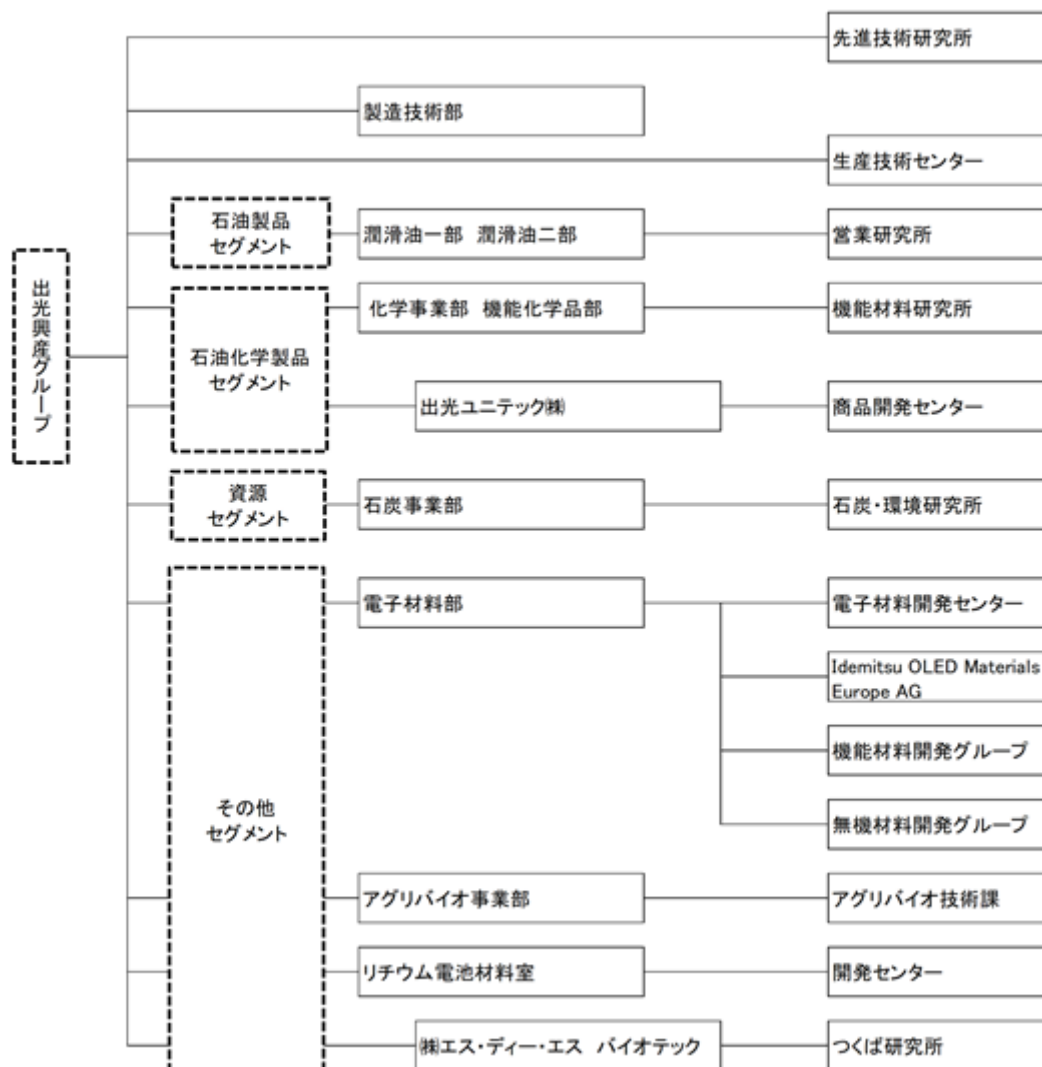 先進技術研究所
製造技術部
生産技術センター
石油製品
セグメント
潤滑油一部 潤滑油二部
営業研究所
出光興産グループ
化学事業部 機能化学品部
機能材料研究所
石油化学製品
セグメント
出光ユニテック㈱
商品開発センター
資源
セグメント
石炭事業部
石炭・環境研究所
電子材料部
電子材料開発センター
Idemitsu OLED Materials
Europe AG
機能材料開発グループ
無機材料開発グループ
その他
セグメント
アグリバイオ事業部
アグリバイオ技術課
リチウム電池材料室
開発センター
㈱エス・ディー・エス バイオテック
つくば研究所